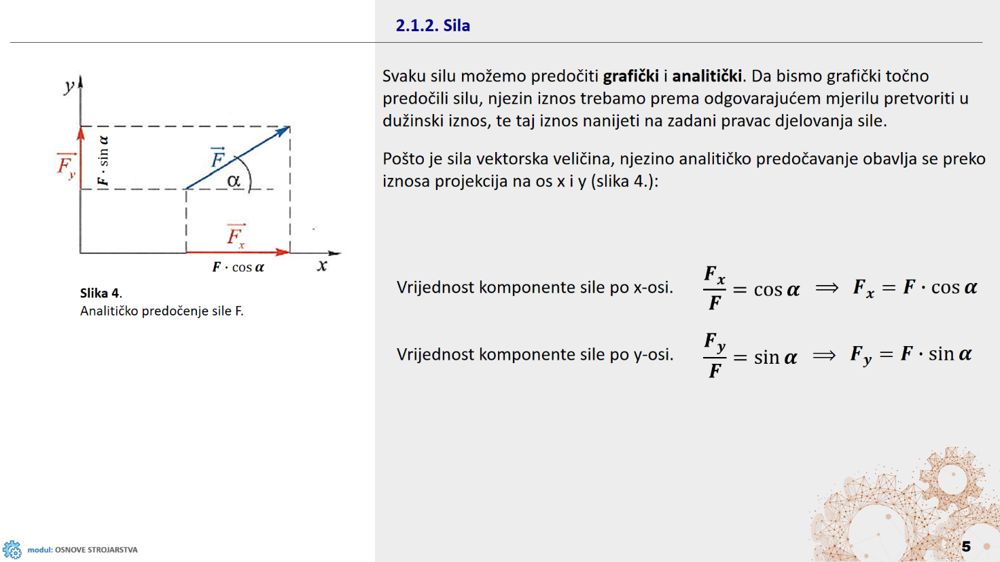 2.1.2. Sila
y
F⃗y
F · sin α
F⃗
α
F⃗x
F · cos α
x
Slika 4.
Analitičko predočenje sile F.
Svaku silu možemo predočiti grafički i analitički. Da bismo grafički točno
predočili silu, njezin iznos trebamo prema odgovarajućem mjerilu pretvoriti u
dužinski iznos, te taj iznos nanijeti na zadani pravac djelovanja sile.
Pošto je sila vektorska veličina, njezino analitičko predočavanje obavlja se preko
iznosa projekcija na os x i y (slika 4.):
Vrijednost komponente sile po x-osi. Fx/F = cos α ⟹ Fx = F · cos α
Vrijednost komponente sile po y-osi. Fy/F = sin α ⟹ Fy = F · sin α
modul: OSNOVE STROJARSTVA
5